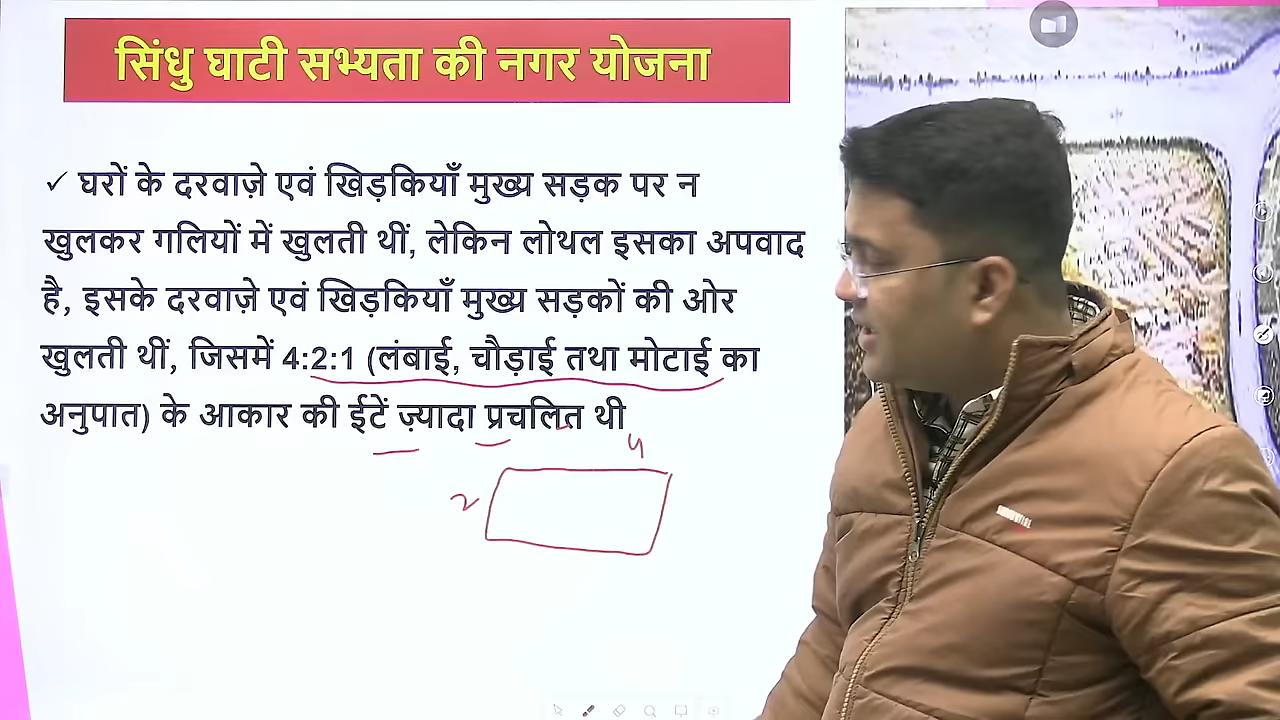 सिंधु घाटी सभ्यता की नगर योजना
✓ घरों के दरवाज़े एवं खिड़कियाँ मुख्य सड़क पर न
खुलकर गलियों में खुलती थीं, लेकिन लोथल इसका अपवाद
है, इसके दरवाज़े एवं खिड़कियाँ मुख्य सड़कों की ओर
खुलती थीं, जिसमें 4:2:1 (लंबाई, चौड़ाई तथा मोटाई का
अनुपात) के आकार की ईटें ज़्यादा प्रचलित थी
4
2